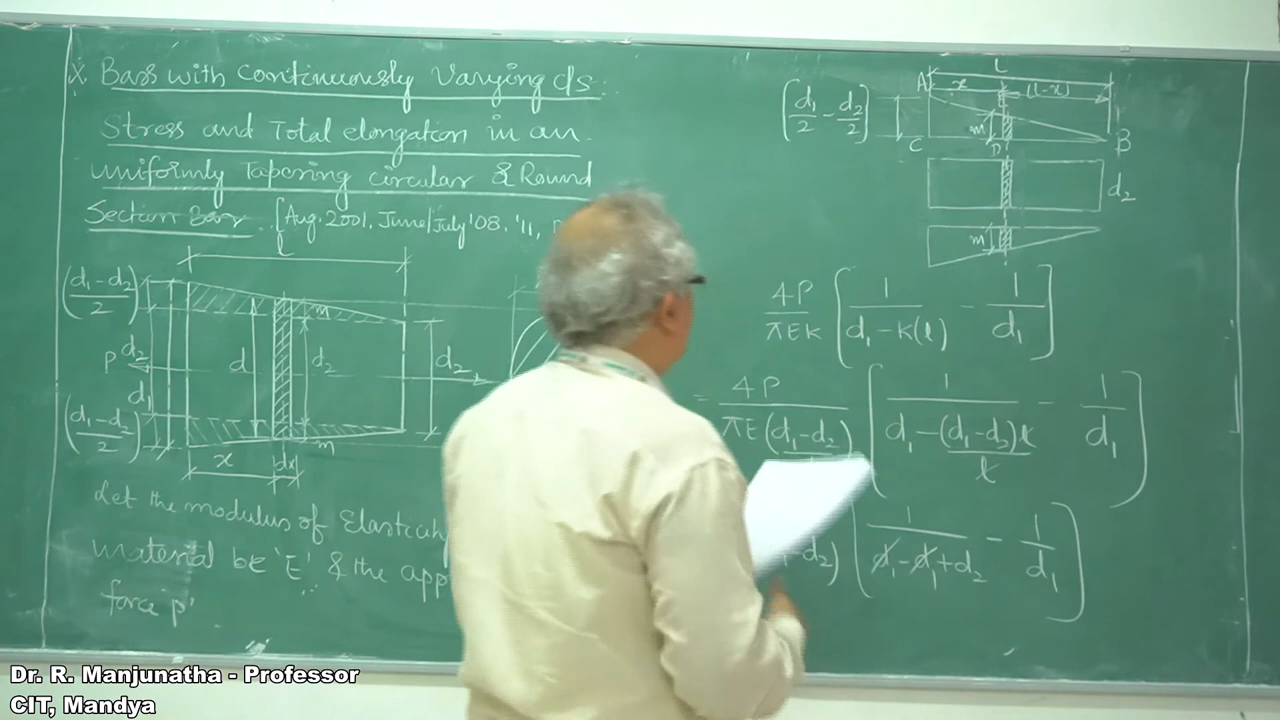 X. Bars with Continuously Varying c/s.
Stress and Total elongation in an
uniformly Tapering circular & Round
Section Bar. [Aug. 2001, June/July '08, '11,
l
(d₁-d₂)/2
P
d₂
d₁
(d₁-d₂)/2
d
d₂
m
d₂
m
x
dx
Let the modulus of Elasticity
material be 'E' & the app
force 'p'.
[d₁/2 - d₂/2]
L
A
x
(l-x)
m
C
D
B
d₂
m
4P/πEK [1/(d₁-K(l)) - 1/d₁]
= 4P/πE(d₁-d₂) [1/(d₁-(d₁-d₂)l/l) - 1/d₁]
-d₂) [1/(d₁-d₁+d₂) - 1/d₁]
Dr. R. Manjunatha - Professor
CIT, Mandya